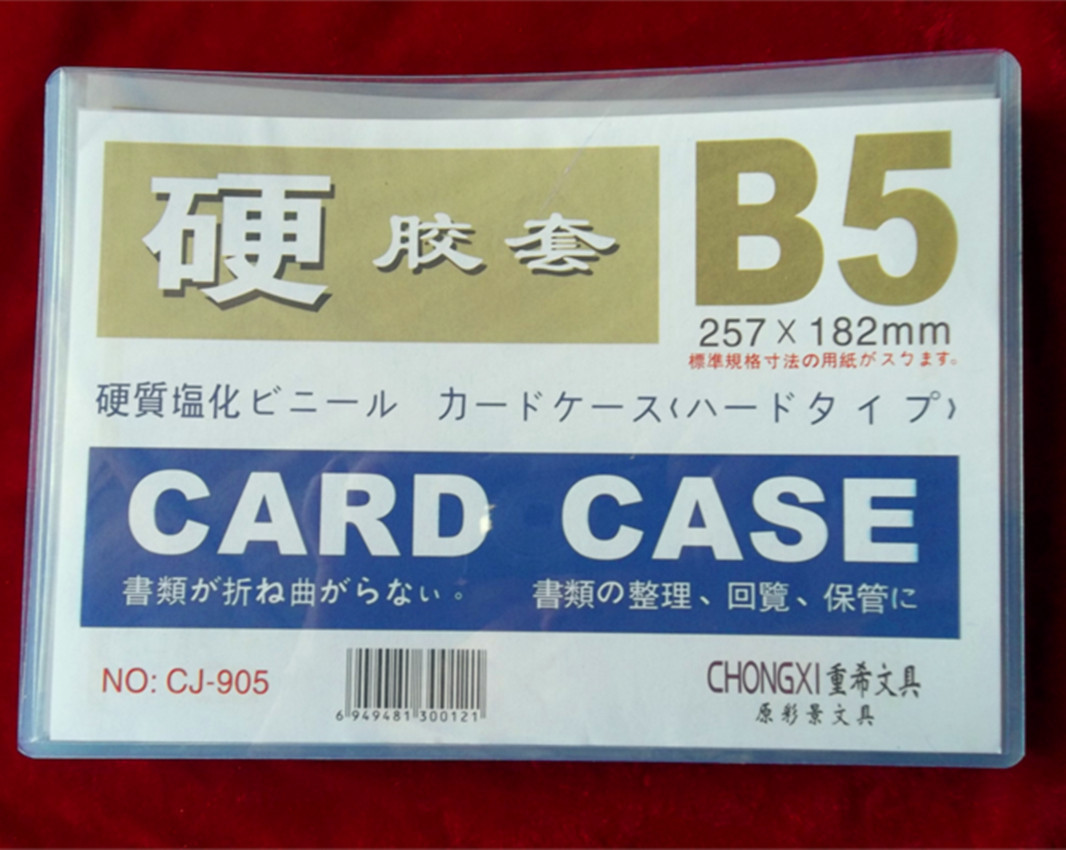 硬 胶 套
B5
257 X 182mm
標準規格寸法の用紙がスクます。
硬質塩化ビニール カードケース(ハードタイプ)
CARD CASE
書類が折ね曲がらない。 書類の整理、回覧、保管に
NO: CJ-905
6 949481 300121
CHONGXI 重希文具
原彩景文具